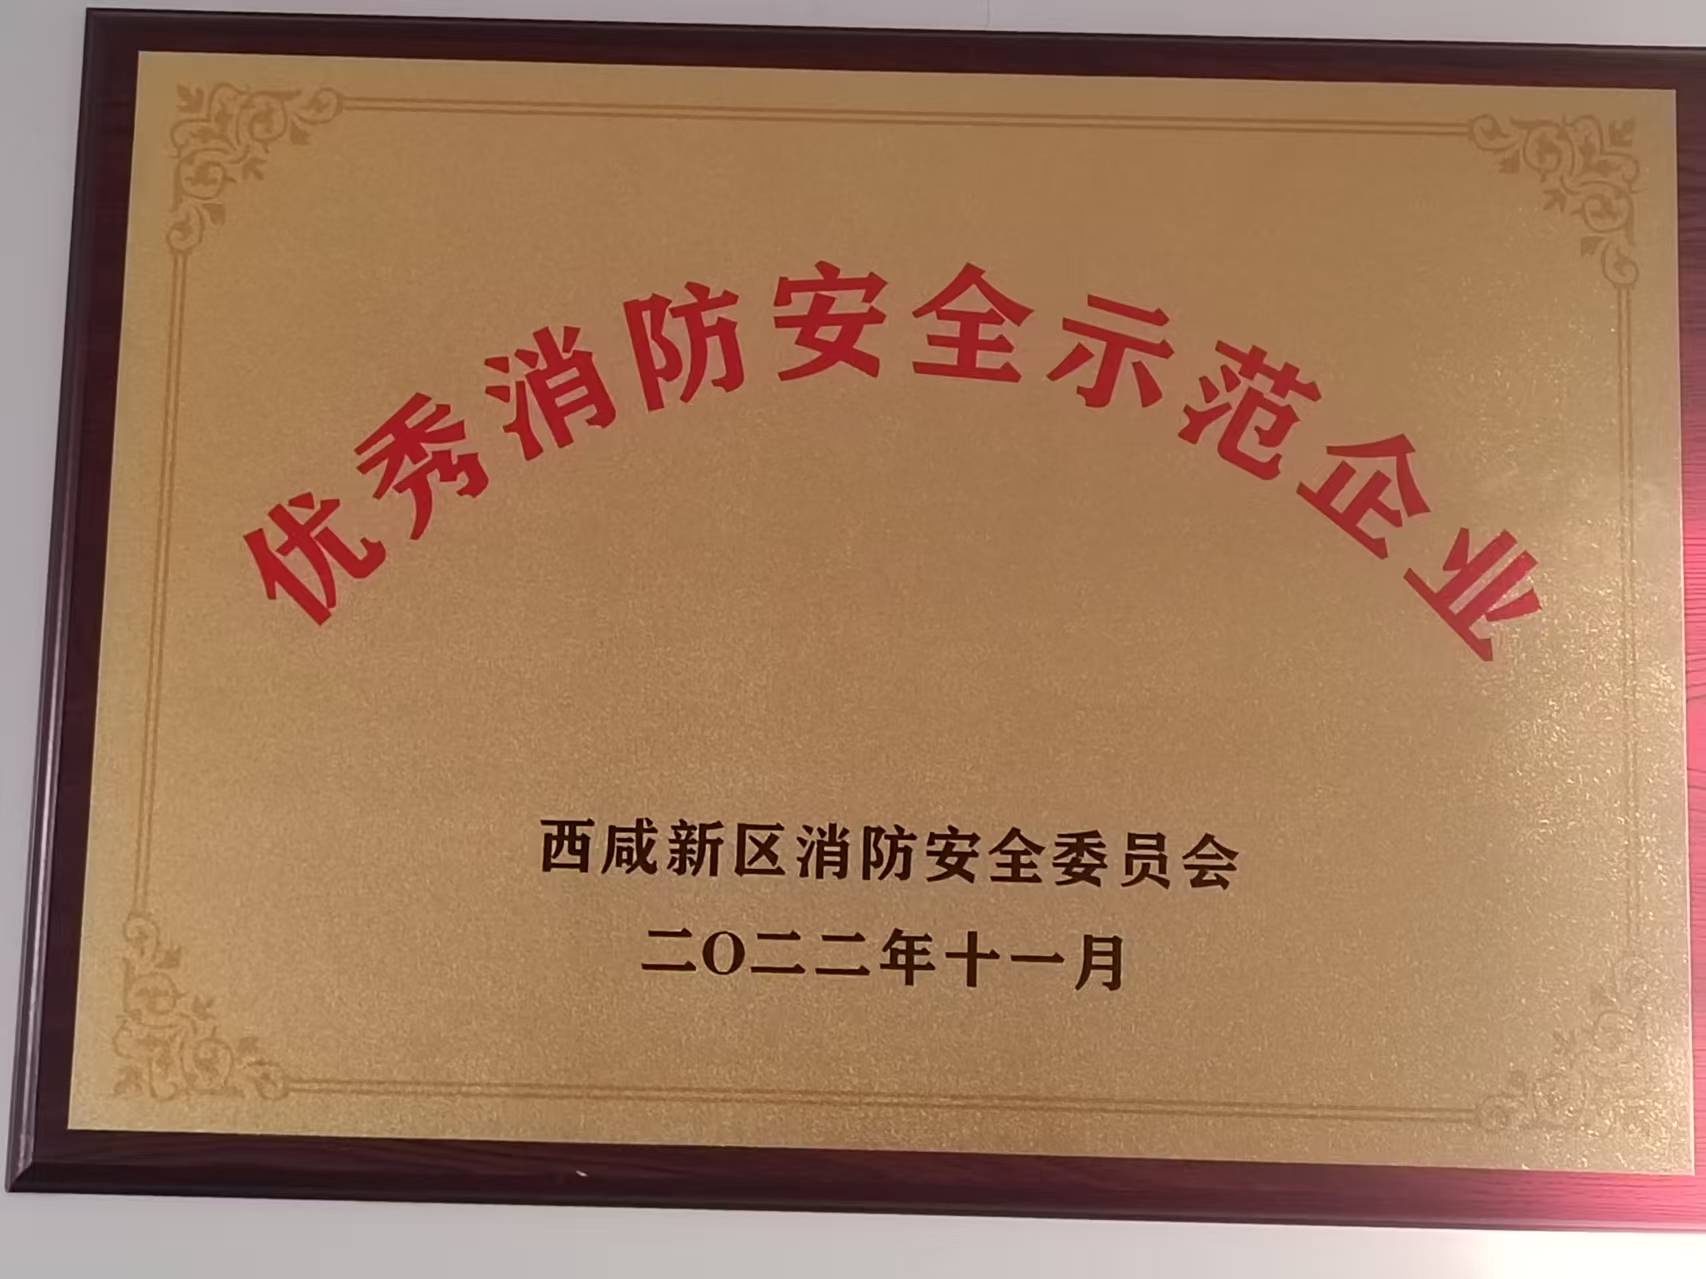 优秀消防安全示范企业
西咸新区消防安全委员会
二O二二年十一月